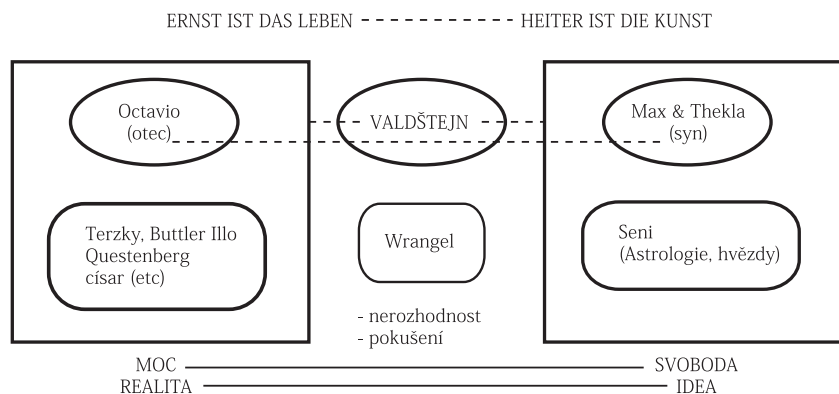 ERNST IST DAS LEBEN HEITER IST DIE KUNST
Octavio
(otec)
VALDŠTEJN
Max & Thekla
(syn)
Terzky, Buttler Illo
Questenberg
císar (etc)
Wrangel
Seni
(Astrologie, hvězdy)
- nerozhodnost
- pokušení
MOC SVOBODA
REALITA IDEA